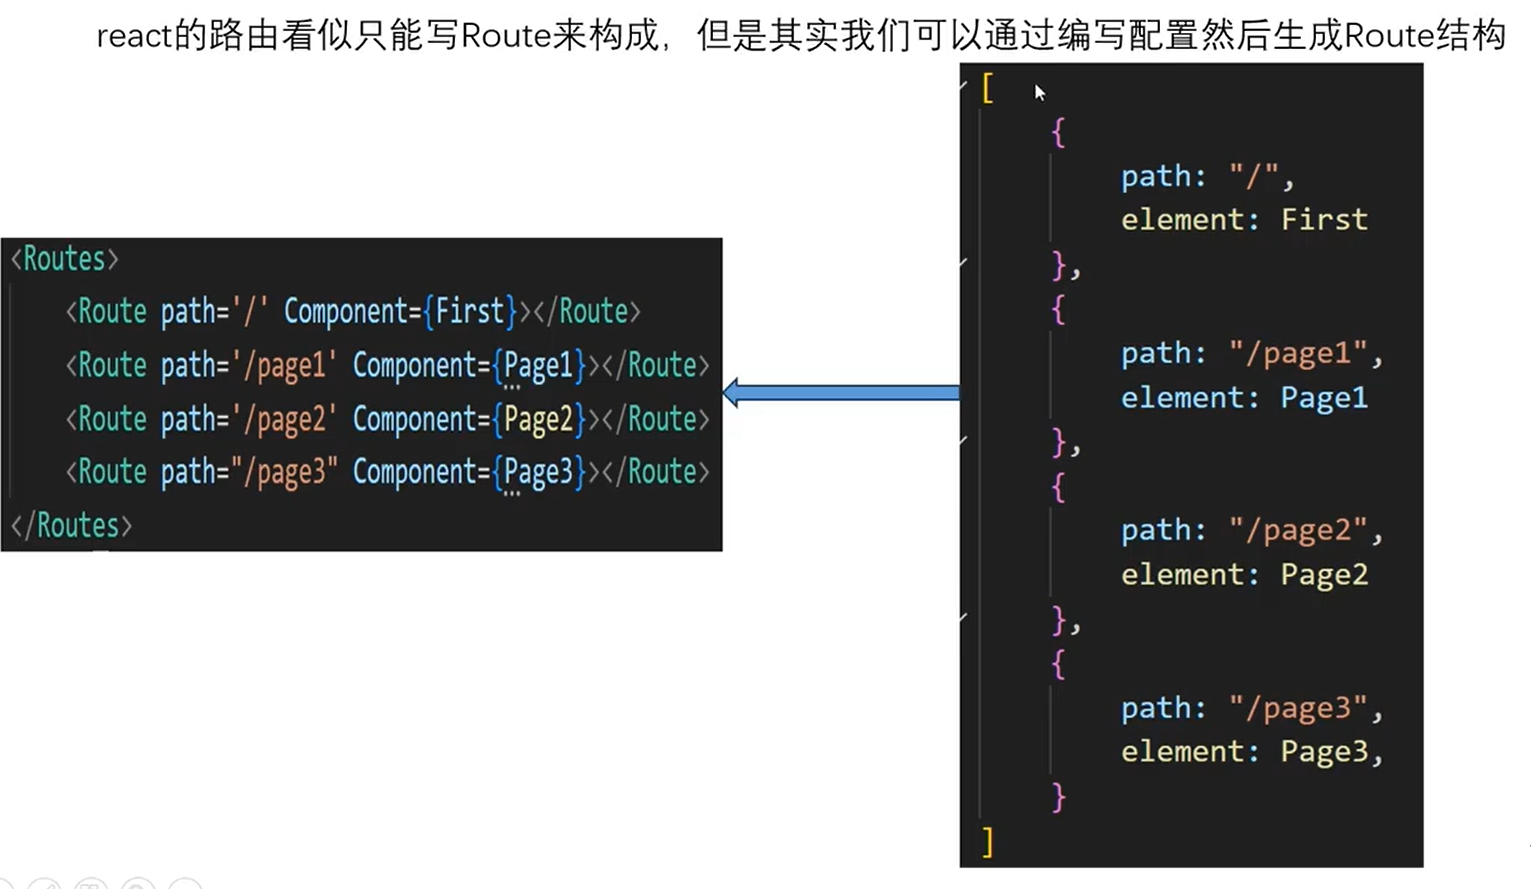 react的路由看似只能写Route来构成，但是其实我们可以通过编写配置然后生成Route结构
<Routes>
<Route path='/' Component={First}></Route>
<Route path='/page1' Component={Page1}></Route>
<Route path='/page2' Component={Page2}></Route>
<Route path="/page3" Component={Page3}></Route>
</Routes>
[
{
path: "/",
element: First
},
{
path: "/page1",
element: Page1
},
{
path: "/page2",
element: Page2
},
{
path: "/page3",
element: Page3,
}
]